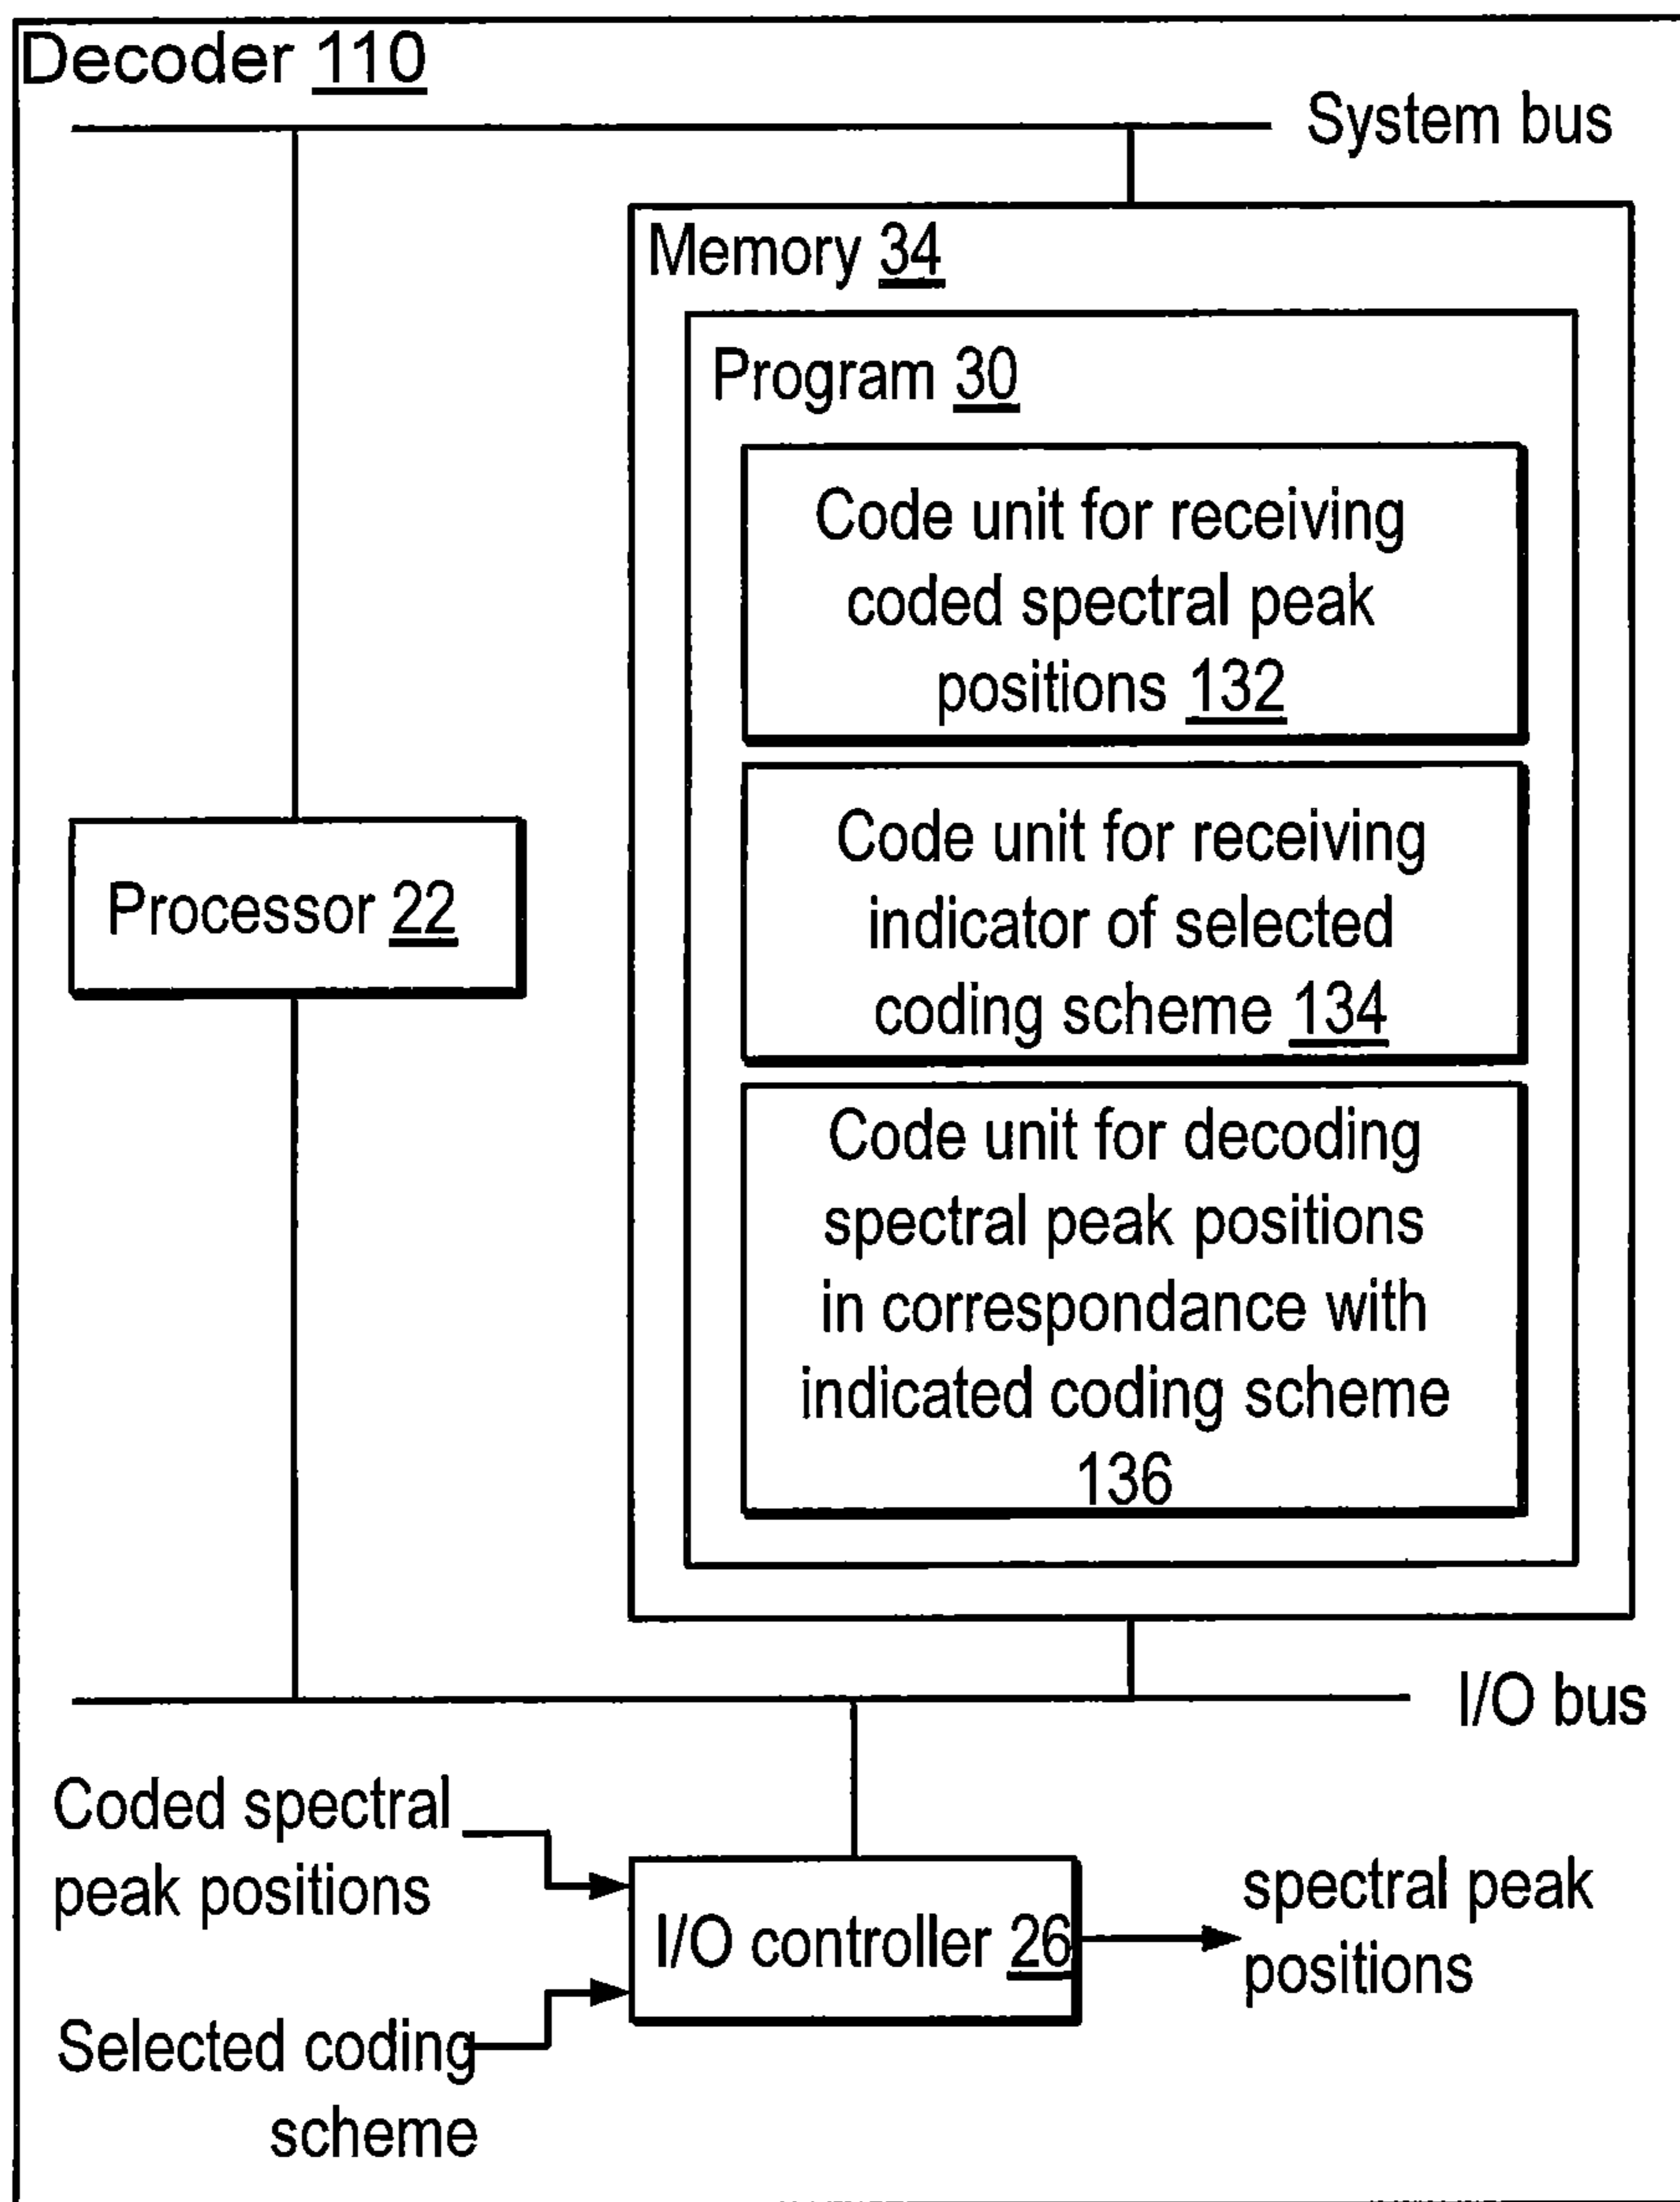 Decoder 110
System bus
Memory 34
Program 30
Code unit for receiving
coded spectral peak
positions 132
Code unit for receiving
indicator of selected
coding scheme 134
Code unit for decoding
spectral peak positions
in correspondance with
indicated coding scheme
136
Processor 22
I/O bus
Coded spectral
peak positions
I/O controller 26
spectral peak
positions
Selected coding
scheme